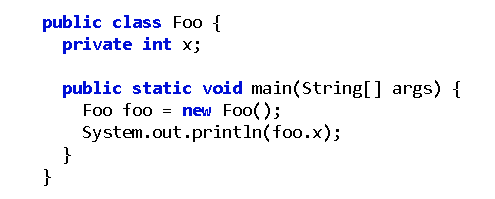 public class Foo {
  private int x;

  public static void main(String[] args) {
    Foo foo = new Foo();
    System.out.println(foo.x);
  }
}